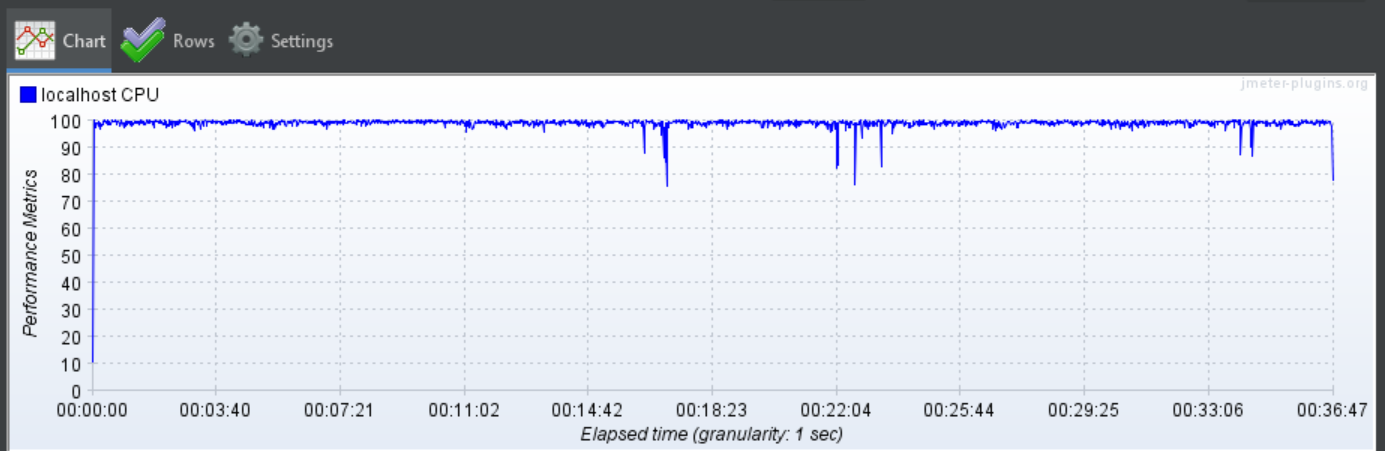 Chart Rows Settings
jmeter-plugins.org
localhost CPU
Performance Metrics
100
90
80
70
60
50
40
30
20
10
0
00:00:00 00:03:40 00:07:21 00:11:02 00:14:42 00:18:23 00:22:04 00:25:44 00:29:25 00:33:06 00:36:47
Elapsed time (granularity: 1 sec)